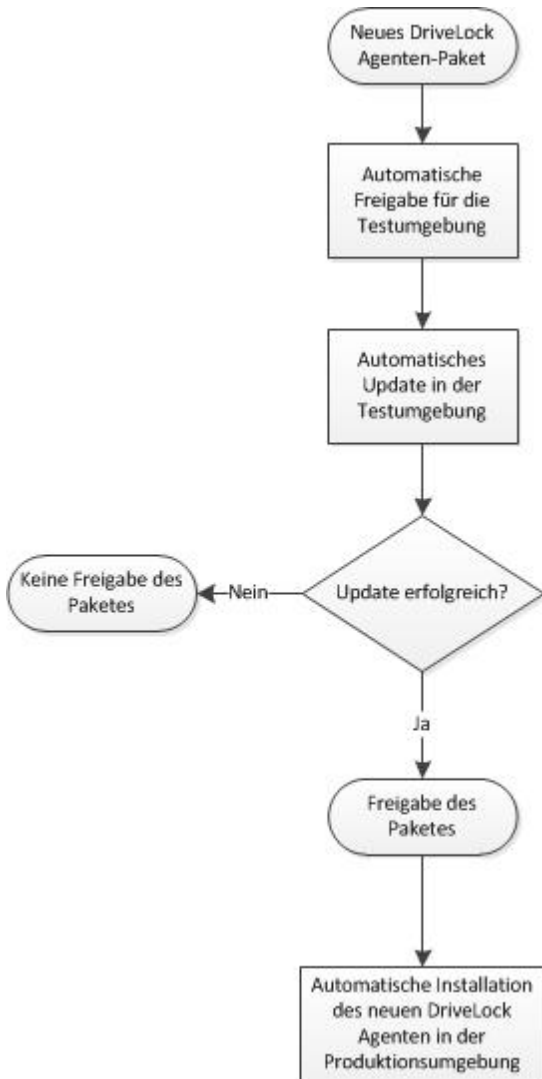 Neues DriveLock
Agenten-Paket
Automatische
Freigabe für die
Testumgebung
Automatisches
Update in der
Testumgebung
Update erfolgreich?
Nein
Keine Freigabe des
Paketes
Ja
Freigabe des
Paketes
Automatische Installation
des neuen DriveLock
Agenten in der
Produktionsumgebung